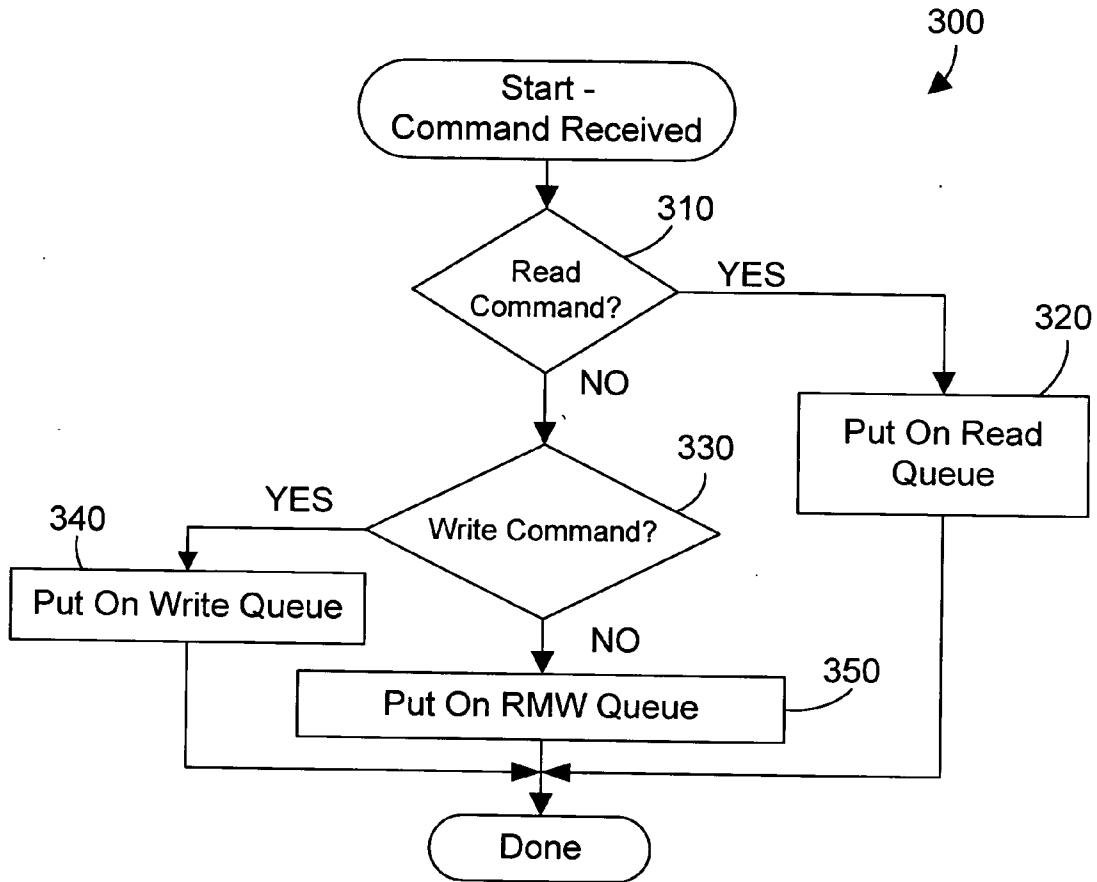 300
Start -
Command Received
310
Read
Command?
YES
320
NO
Put On Read
Queue
330
YES
340
Write Command?
Put On Write Queue
NO
350
Put On RMW Queue
Done